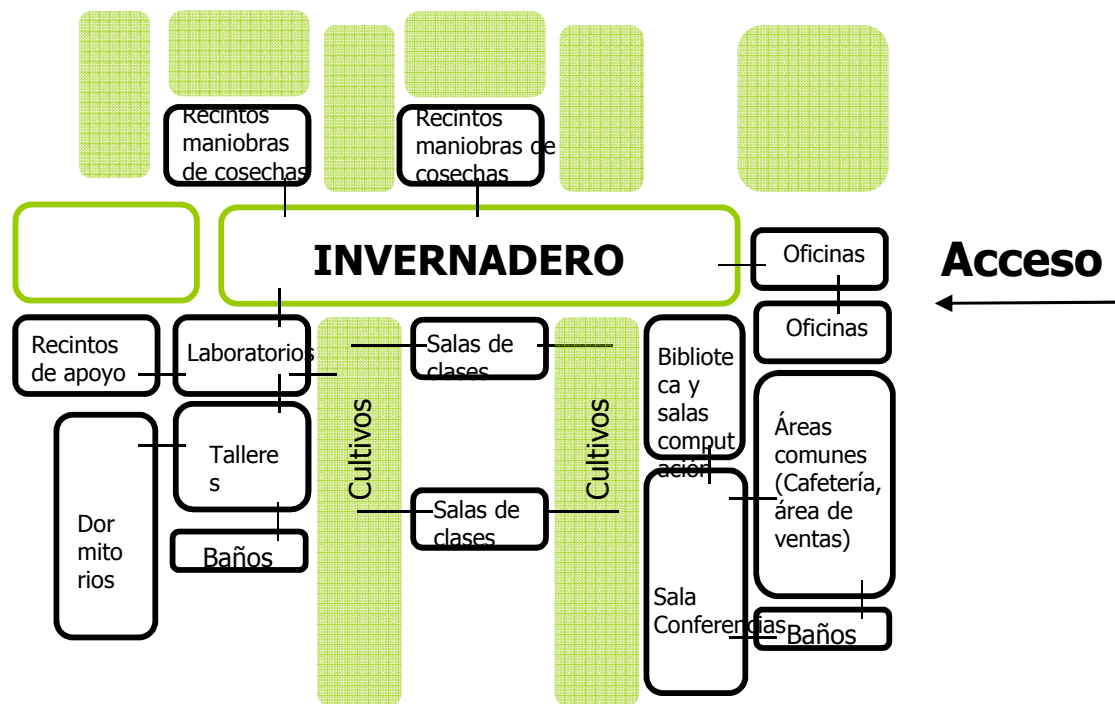 Recintos
maniobras
de cosechas
Recintos
maniobras de
cosechas
INVERNADERO
Oficinas
Acceso
Oficinas
Recintos
de apoyo
Laboratorios
Salas de
clases
Bibliote
ca y
salas
comput
ación
Áreas
comunes
(Cafetería,
área de
ventas)
Cultivos
Cultivos
Tallere
s
Salas de
clases
Dor
mito
rios
Baños
Sala
Conferencias
Baños